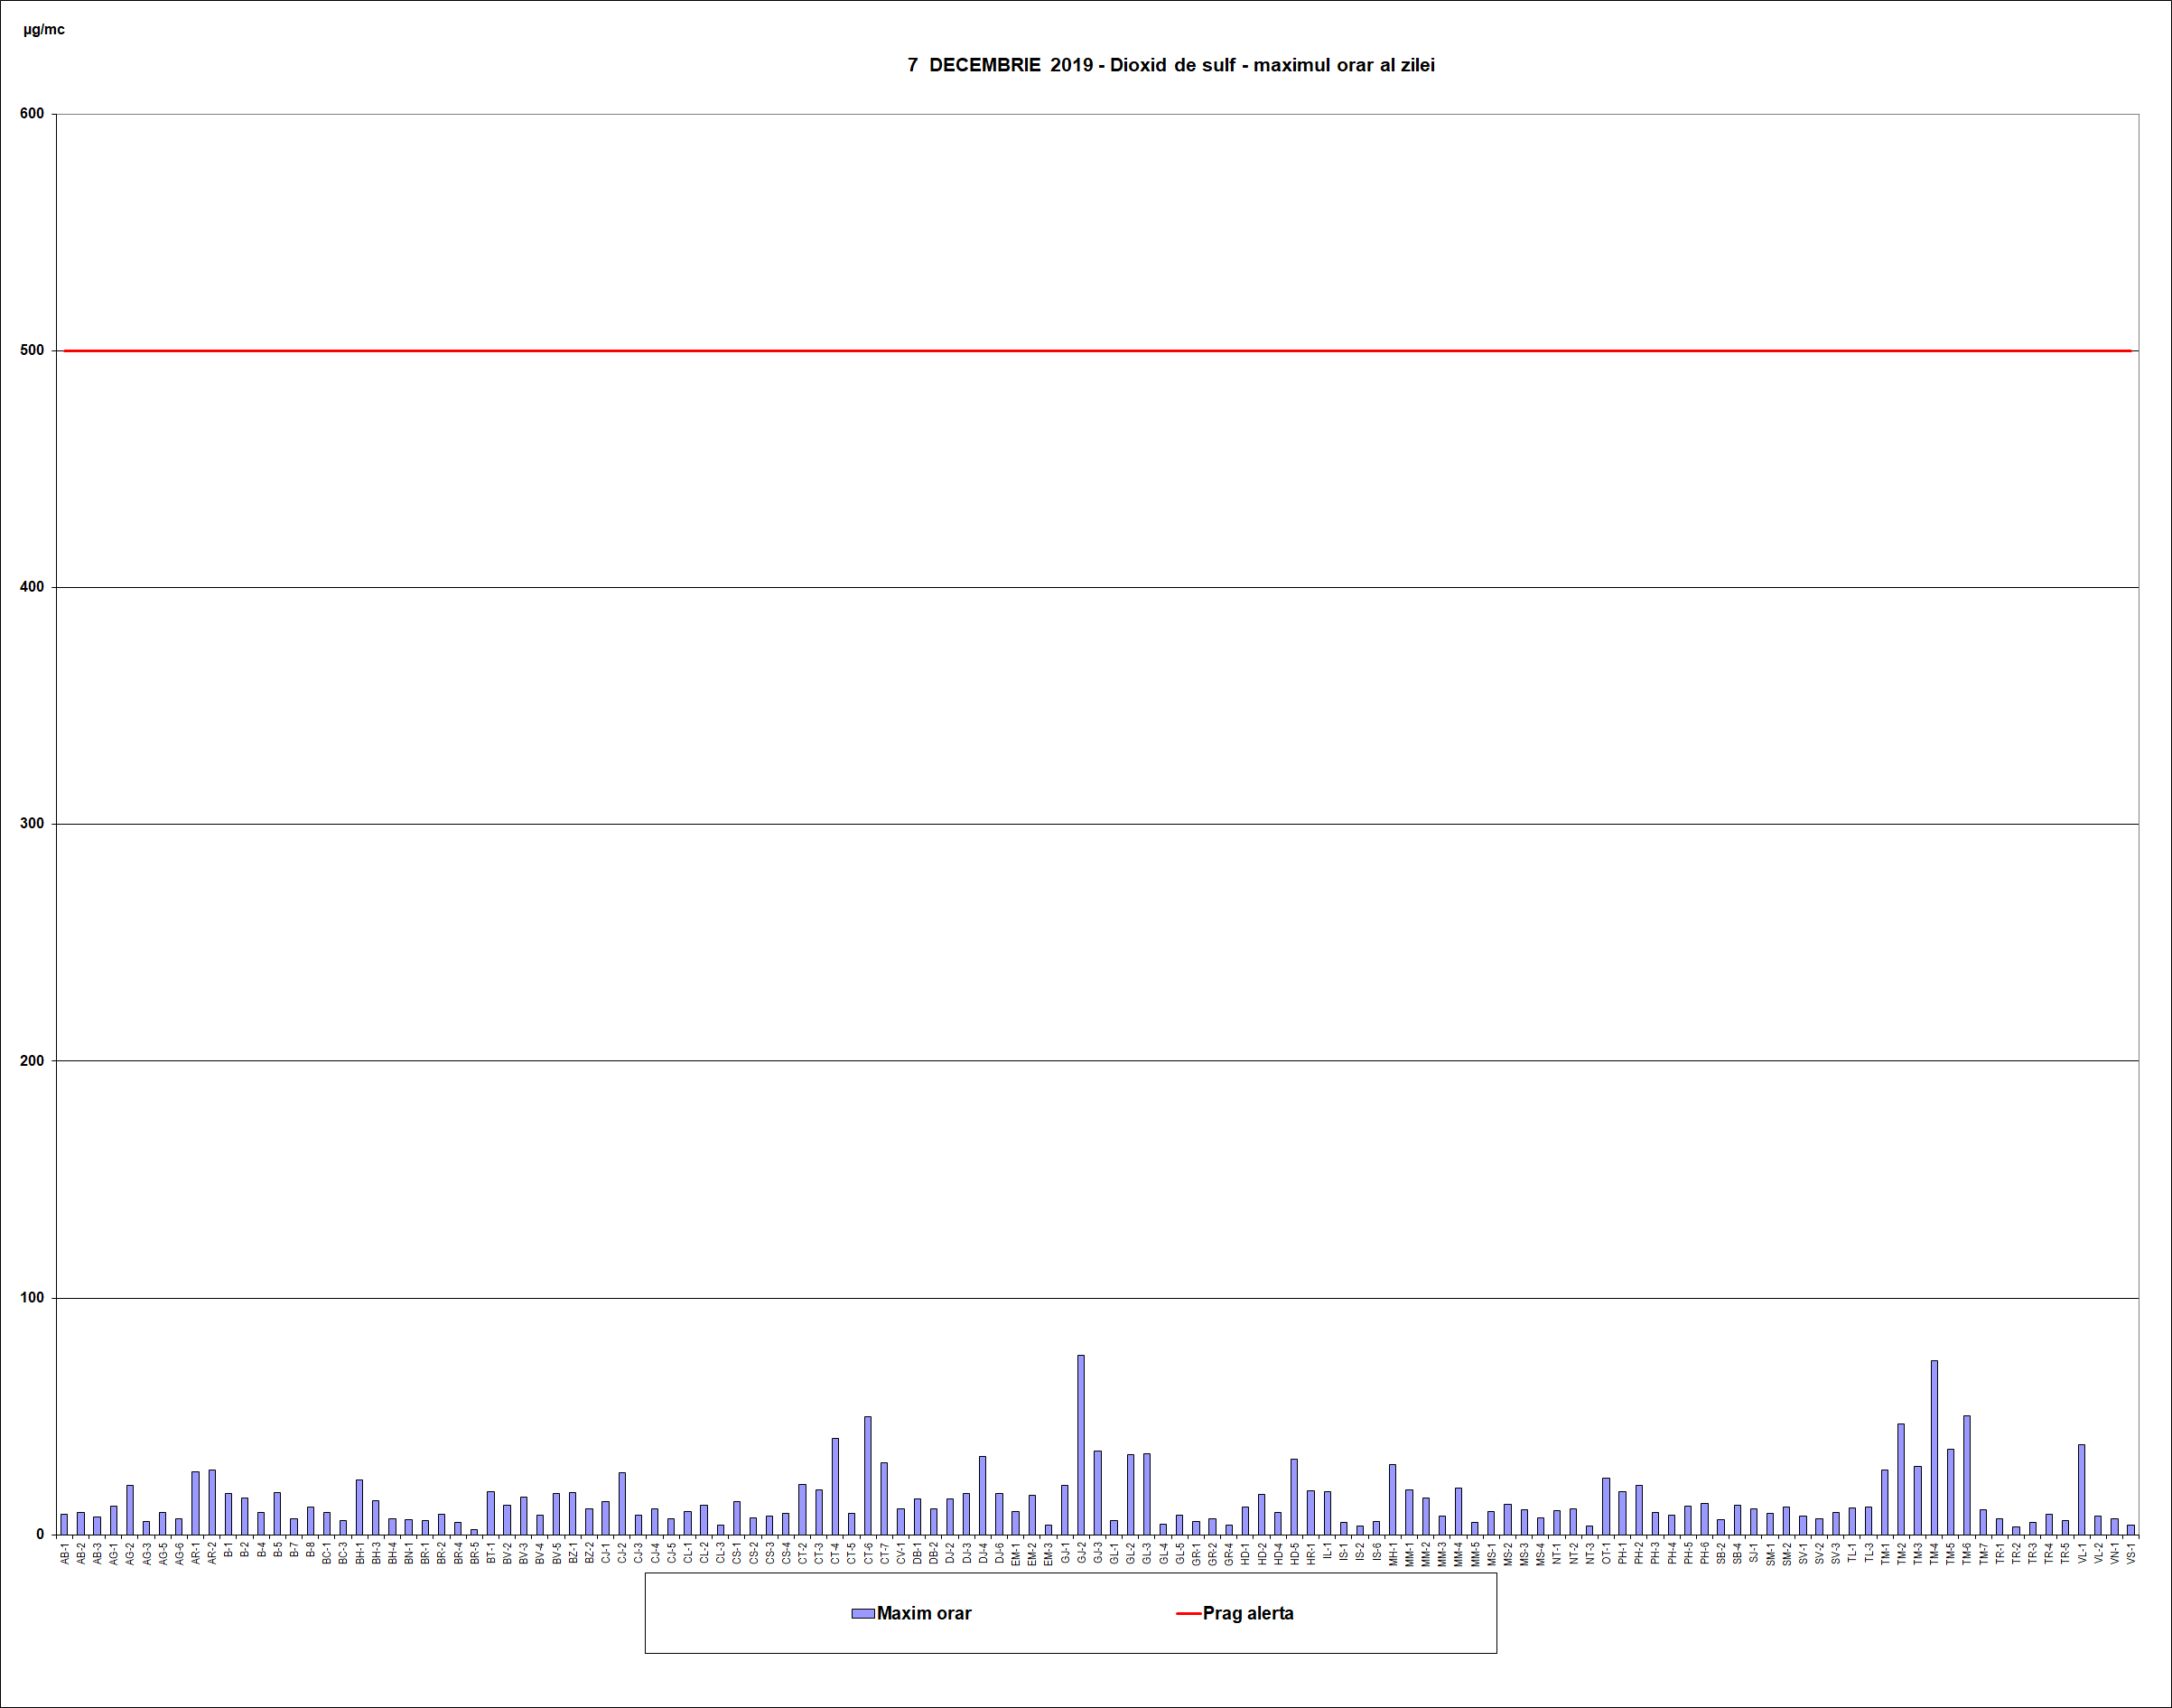 µg/mc
7 DECEMBRIE 2019 - Dioxid de sulf - maximul orar al zilei
600
500
400
300
200
100
0
AB-1 AB-2 AB-3 AG-1 AG-2 AG-3 AG-5 AG-6 AR-1 AR-2 B-1 B-2 B-4 B-5 B-7 B-8 BC-1 BC-3 BH-1 BH-3 BH-4 BN-1 BR-1 BR-2 BR-4 BR-5 BT-1 BV-2 BV-3 BV-4 BV-5 BZ-1 BZ-2 CJ-1 CJ-2 CJ-3 CJ-4 CJ-5 CL-1 CL-2 CL-3 CS-1 CS-2 CS-3 CS-4 CT-2 CT-3 CT-4 CT-5 CT-6 CT-7 CV-1 DB-1 DB-2 DJ-2 DJ-3 DJ-4 DJ-6 EM-1 EM-2 EM-3 GJ-1 GJ-2 GJ-3 GL-1 GL-2 GL-3 GL-4 GL-5 GR-1 GR-2 GR-4 HD-1 HD-2 HD-4 HD-5 HR-1 IL-1 IS-1 IS-2 IS-6 MH-1 MM-1 MM-2 MM-3 MM-4 MM-5 MS-1 MS-2 MS-3 MS-4 NT-1 NT-2 NT-3 OT-1 PH-1 PH-2 PH-3 PH-4 PH-5 PH-6 SB-2 SB-4 SJ-1 SM-1 SM-2 SV-1 SV-2 SV-3 TL-1 TL-3 TM-1 TM-2 TM-3 TM-4 TM-5 TM-6 TM-7 TR-1 TR-2 TR-3 TR-4 TR-5 VL-1 VL-2 VN-1 VS-1
Maxim orar Prag alerta